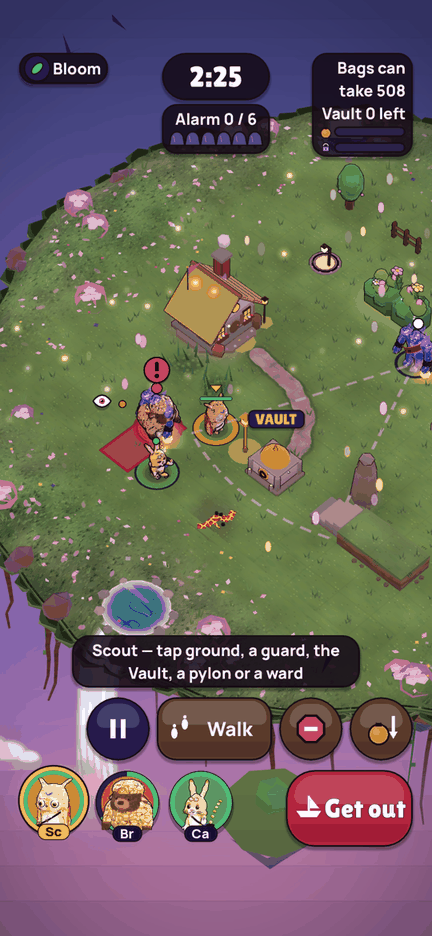 Bloom
2:25
Alarm 0 / 6
Bags can
take 508
Vault 0 left
!
VAULT
Scout — tap ground, a guard, the
Vault, a pylon or a ward
Walk
Get out
Sc
Br
Ca